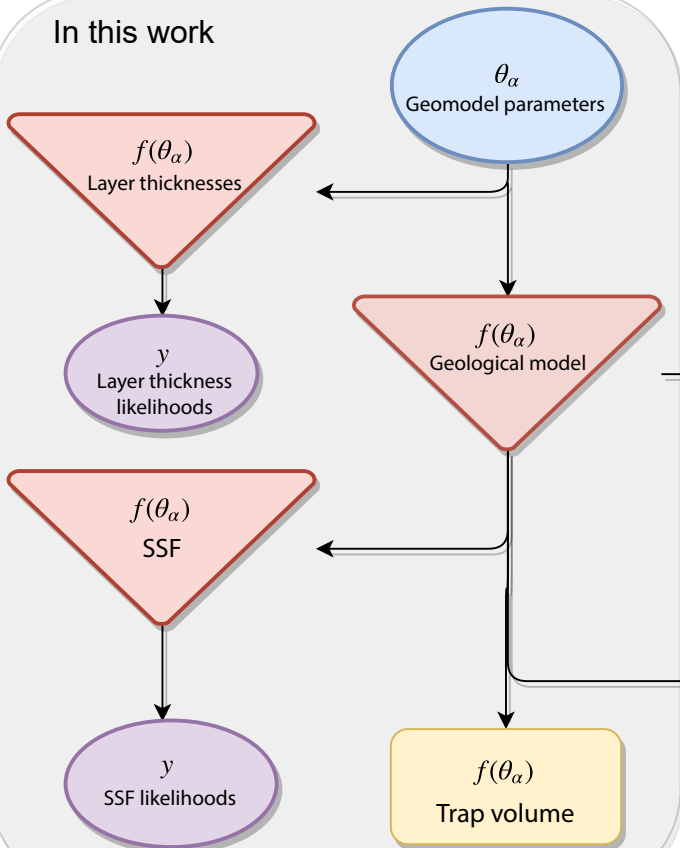 In this work
θα
Geomodel parameters
f(θα)
Layer thicknesses
f(θα)
Geological model
y
Layer thickness
likelihoods
f(θα)
SSF
y
SSF likelihoods
f(θα)
Trap volume